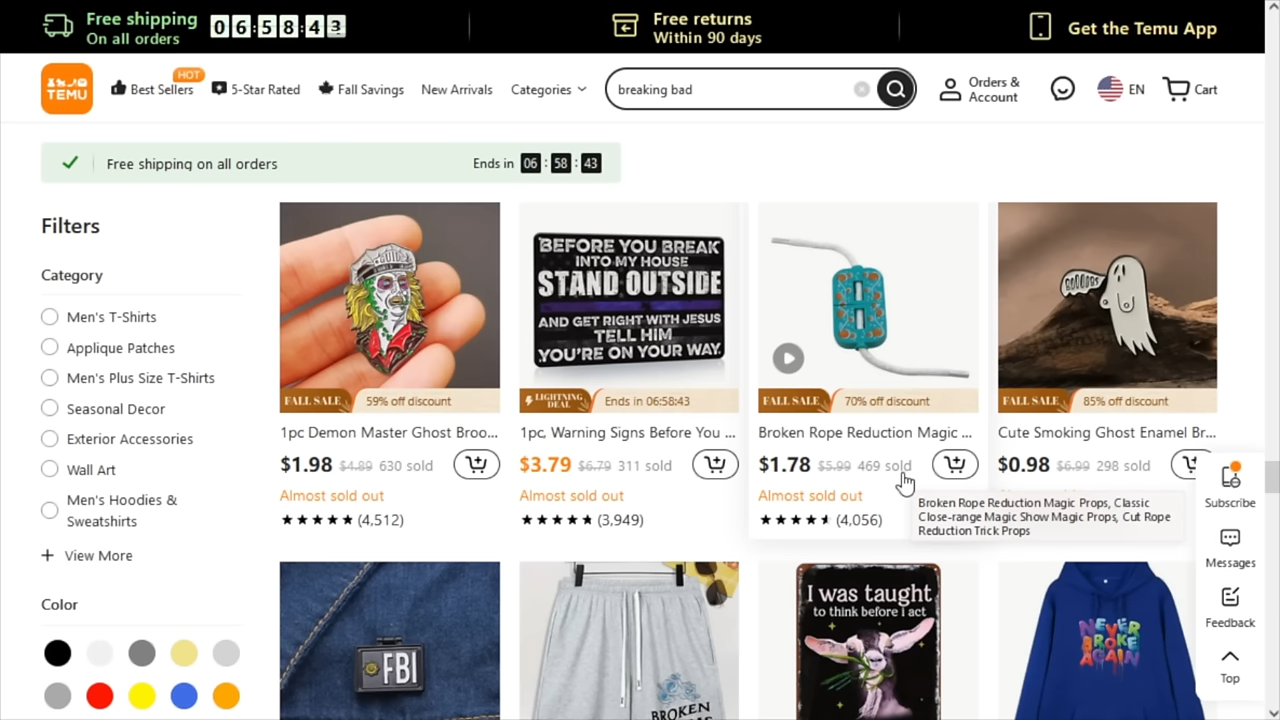 Free shipping
On all orders
06:58:43
Free returns
Within 90 days
Get the Temu App
TEMU
Best Sellers
HOT
5-Star Rated
Fall Savings
New Arrivals
Categories
breaking bad
Orders &
Account
EN
Cart
Free shipping on all orders
Ends in 06 : 58 : 43
Filters
Category
Men's T-Shirts
Applique Patches
Men's Plus Size T-Shirts
Seasonal Decor
Exterior Accessories
Wall Art
Men's Hoodies &
Sweatshirts
+ View More
Color
FALL SALE 59% off discount
1pc Demon Master Ghost Broo...
$1.98 $4.89 630 sold
Almost sold out
(4,512)
BEFORE YOU BREAK
INTO MY HOUSE
STAND OUTSIDE
AND GET RIGHT WITH JESUS
TELL HIM
YOU'RE ON YOUR WAY.
LIGHTNING
DEAL
Ends in 06:58:43
1pc, Warning Signs Before You ...
$3.79 $6.79 311 sold
Almost sold out
(3,949)
FALL SALE 70% off discount
Broken Rope Reduction Magic ...
$1.78 $5.99 469 sold
Almost sold out
(4,056)
Broken Rope Reduction Magic Props, Classic
Close-range Magic Show Magic Props, Cut Rope
Reduction Trick Props
FALL SALE 85% off discount
Cute Smoking Ghost Enamel Br...
$0.98 $6.99 298 sold
FBI
BROKEN
I was taught
to think before i act
NEVER
BROKE
AGAIN
Subscribe
Messages
Feedback
Top